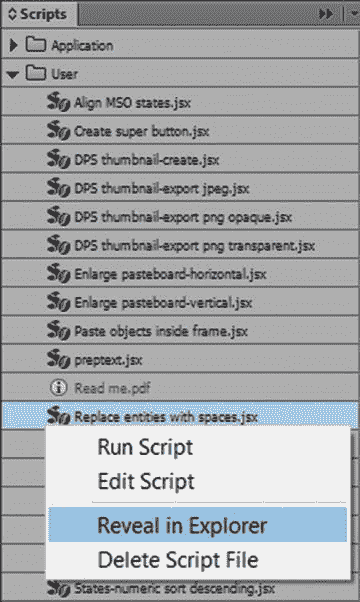 Scripts
Application
User
Align MSO states.jsx
Create super button.jsx
DPS thumbnail-create.jsx
DPS thumbnail-export jpeg.jsx
DPS thumbnail-export png opaque.jsx
DPS thumbnail-export png transparent.jsx
Enlarge pasteboard-horizontal.jsx
Enlarge pasteboard-vertical.jsx
Paste objects inside frame.jsx
preptext.jsx
Read me.pdf
Replace entities with spaces.jsx
Run Script
Edit Script
Reveal in Explorer
Delete Script File
States-numeric sort descending.jsx